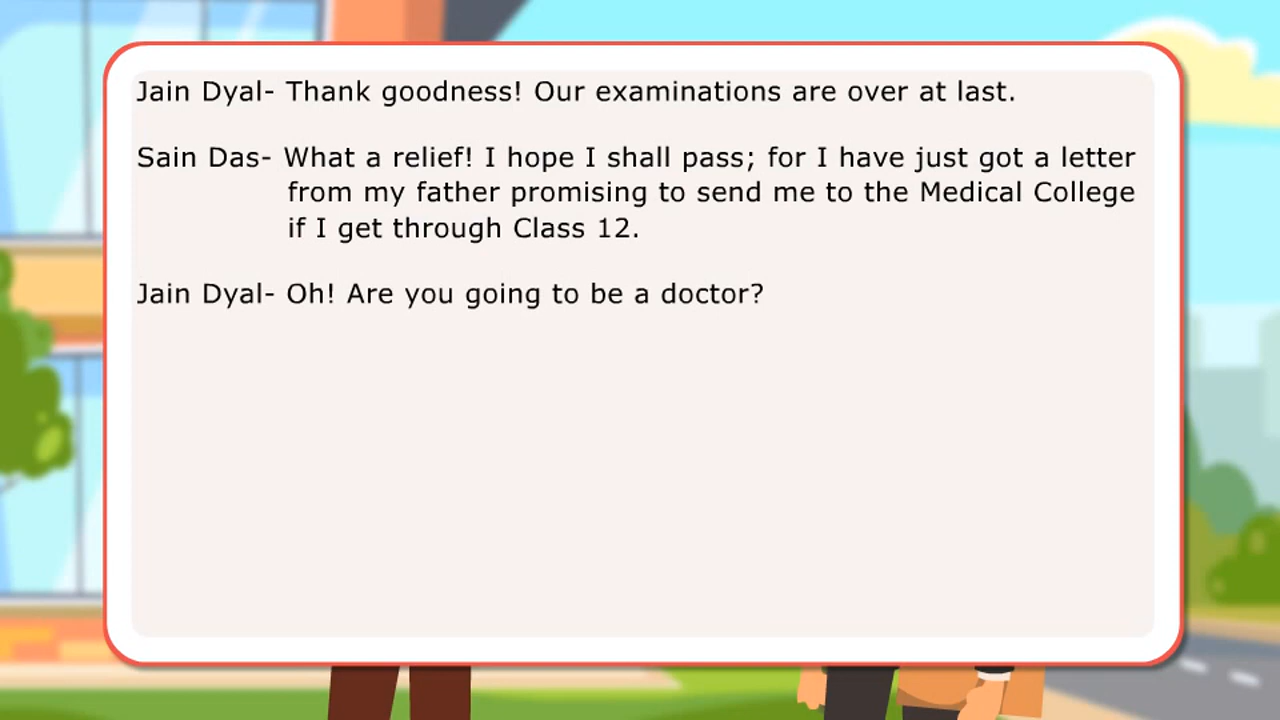 Jain Dyal- Thank goodness! Our examinations are over at last.
Sain Das- What a relief! I hope I shall pass; for I have just got a letter
from my father promising to send me to the Medical College
if I get through Class 12.
Jain Dyal- Oh! Are you going to be a doctor?